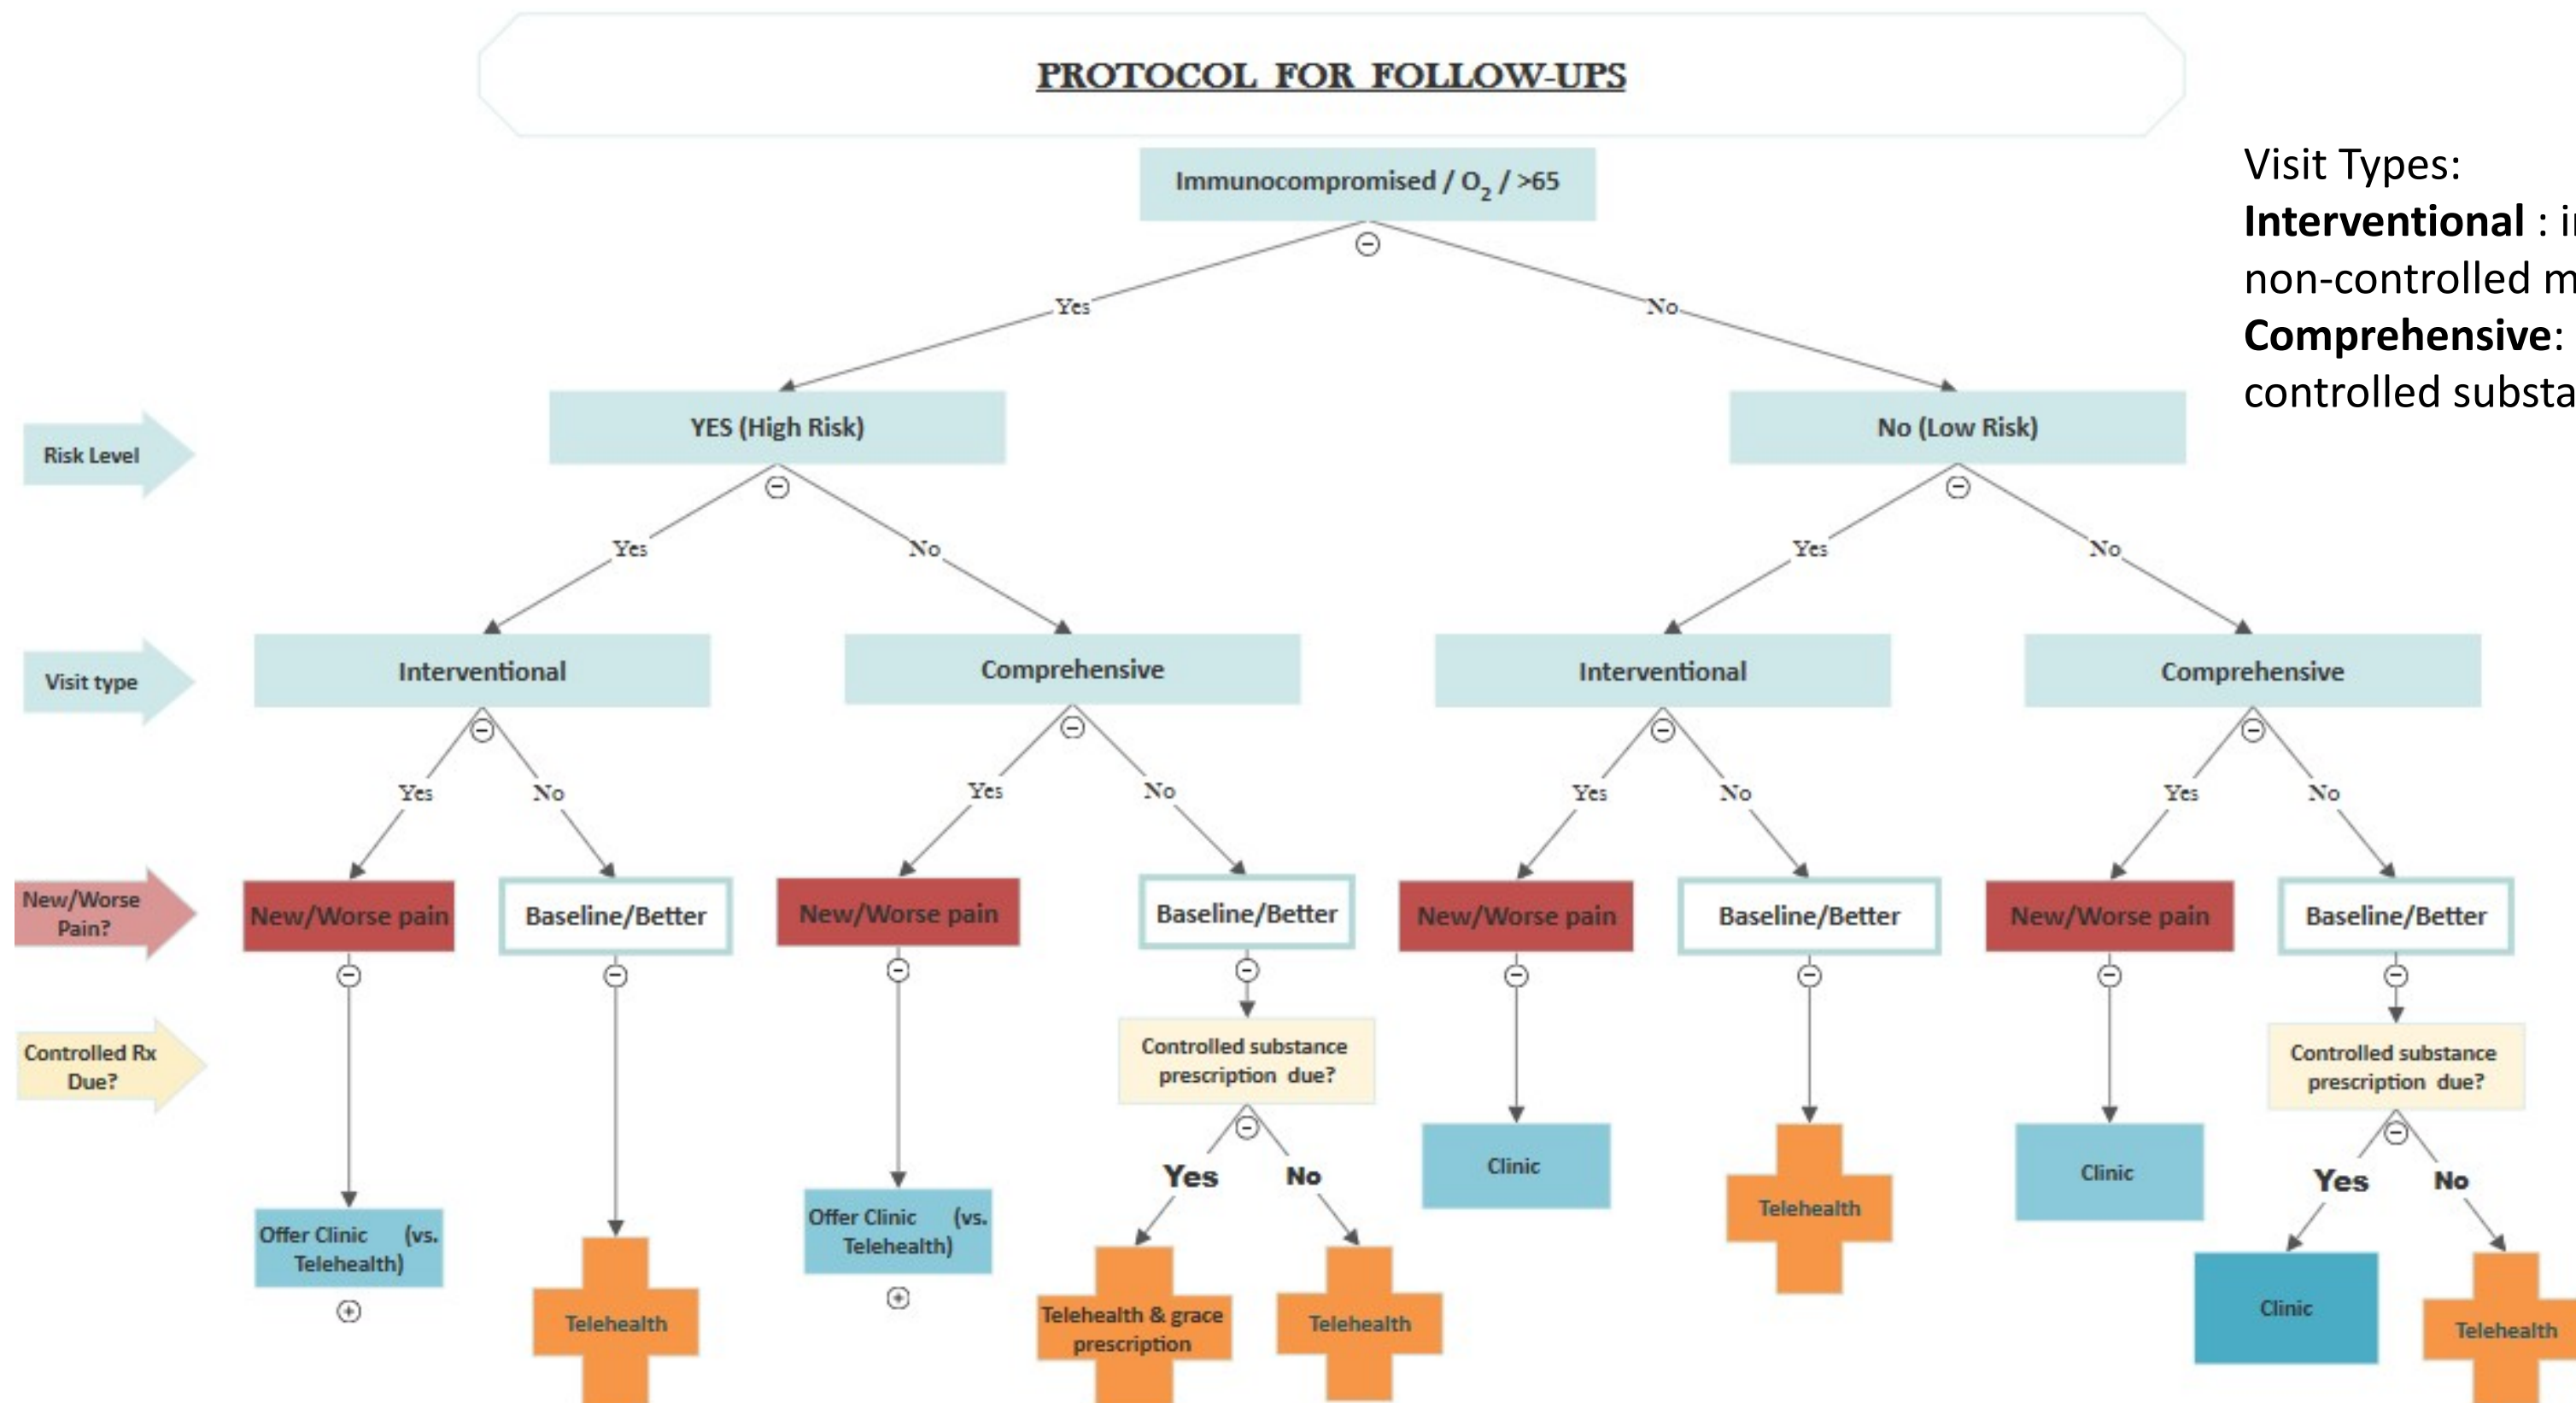 PROTOCOL FOR FOLLOW-UPS
Immunocompromised / O2 / >65
Visit Types:
Interventional :
non-controlled
Comprehensive:
controlled
Yes
No
Risk Level
YES (High Risk)
No (Low Risk)
Yes
No
Yes
No
Visit type
Interventional
Comprehensive
Interventional
Comprehensive
Yes
No
Yes
No
Yes
No
Yes
No
New/Worse
Pain?
New/Worse pain
Baseline/Better
New/Worse pain
Baseline/Better
New/Worse pain
Baseline/Better
New/Worse pain
Baseline/Better
Controlled Rx
Due?
Controlled substance
prescription due?
Controlled substance
prescription due?
Yes
No
Yes
No
Offer Clinic (vs.
Telehealth)
Telehealth
Offer Clinic (vs.
Telehealth)
Telehealth & grace
prescription
Telehealth
Clinic
Telehealth
Clinic
Clinic
Telehealth